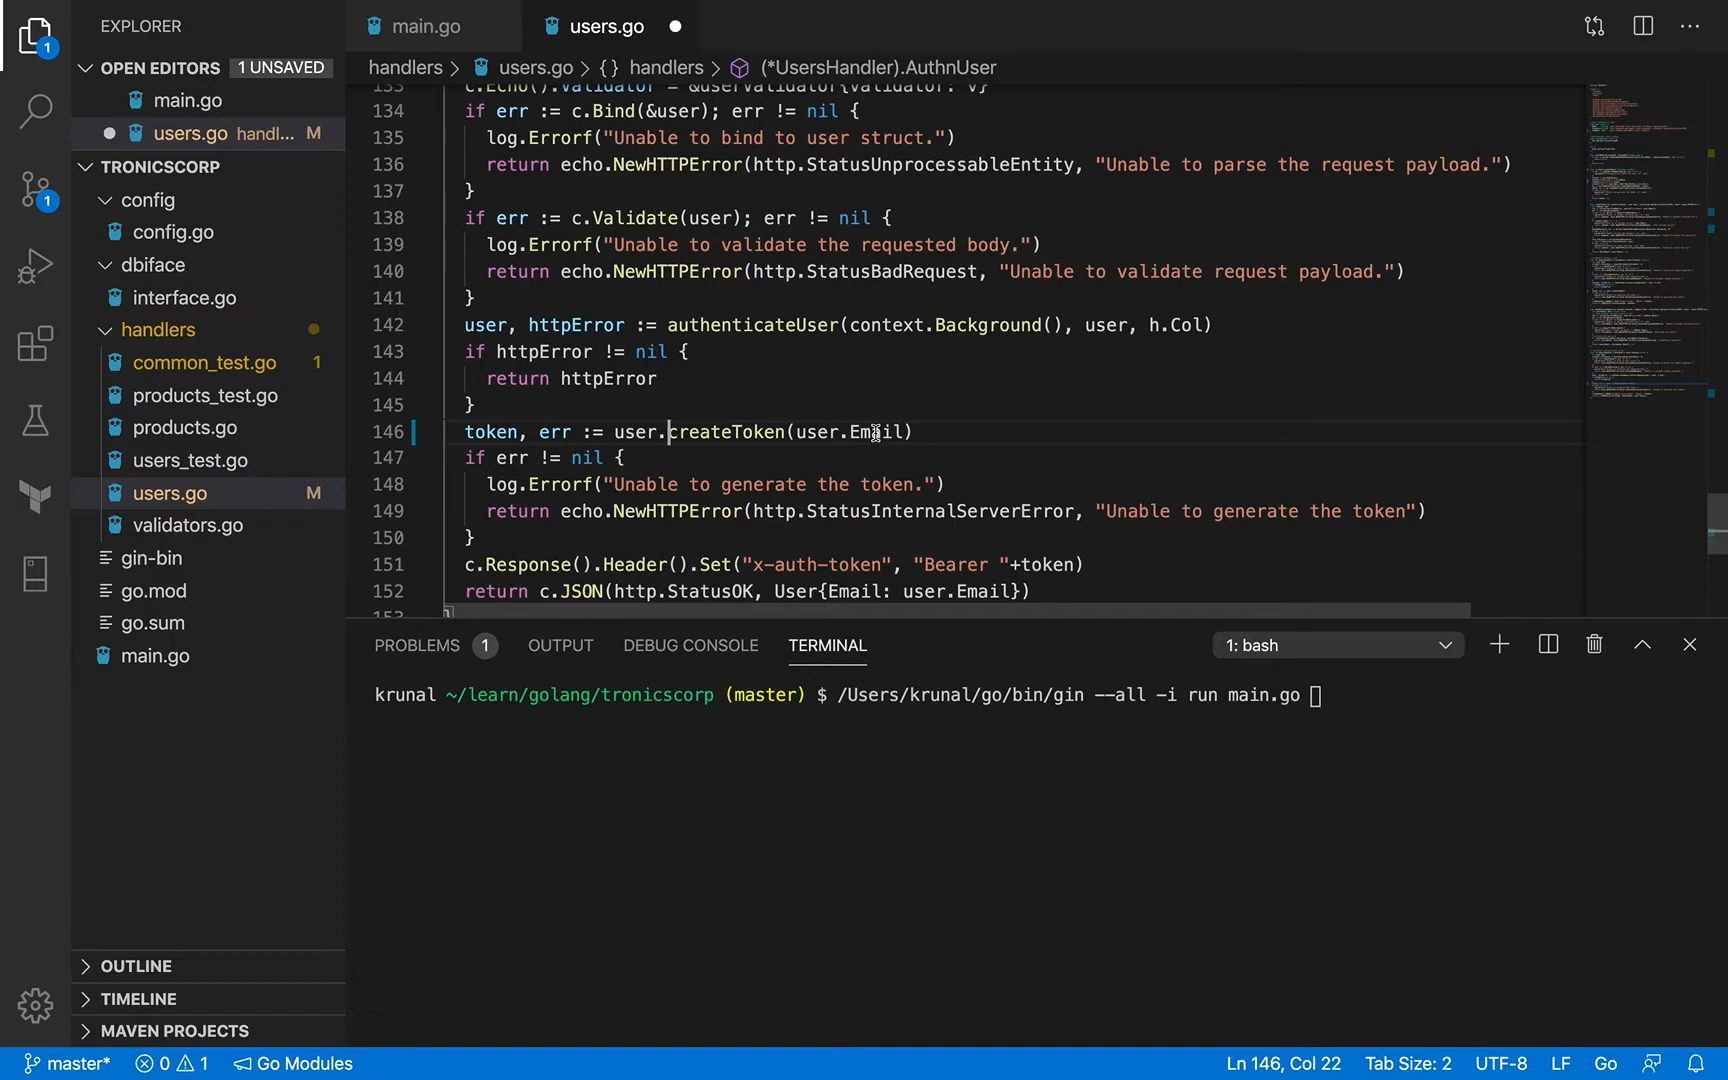 EXPLORER
OPEN EDITORS 1 UNSAVED
main.go
users.go handl... M
TRONICSCORP
config
config.go
dbiface
interface.go
handlers
common_test.go 1
products_test.go
products.go
users_test.go
users.go M
validators.go
gin-bin
go.mod
go.sum
main.go
OUTLINE
TIMELINE
MAVEN PROJECTS
1
1
main.go
users.go
handlers > users.go > {} handlers > (*UsersHandler).AuthnUser
133 c.Echo().Validator = &userValidator{validator: v}
134 if err := c.Bind(&user); err != nil {
135 log.Errorf("Unable to bind to user struct.")
136 return echo.NewHTTPError(http.StatusUnprocessableEntity, "Unable to parse the request payload.")
137 }
138 if err := c.Validate(user); err != nil {
139 log.Errorf("Unable to validate the requested body.")
140 return echo.NewHTTPError(http.StatusBadRequest, "Unable to validate request payload.")
141 }
142 user, httpError := authenticateUser(context.Background(), user, h.Col)
143 if httpError != nil {
144 return httpError
145 }
146 token, err := user.createToken(user.Email)
147 if err != nil {
148 log.Errorf("Unable to generate the token.")
149 return echo.NewHTTPError(http.StatusInternalServerError, "Unable to generate the token")
150 }
151 c.Response().Header().Set("x-auth-token", "Bearer "+token)
152 return c.JSON(http.StatusOK, User{Email: user.Email})
153 }
PROBLEMS 1 OUTPUT DEBUG CONSOLE TERMINAL 1: bash
krunal ~/learn/golang/tronicscorp (master) $ /Users/krunal/go/bin/gin --all -i run main.go
master* 0 1 Go Modules Ln 146, Col 22 Tab Size: 2 UTF-8 LF Go